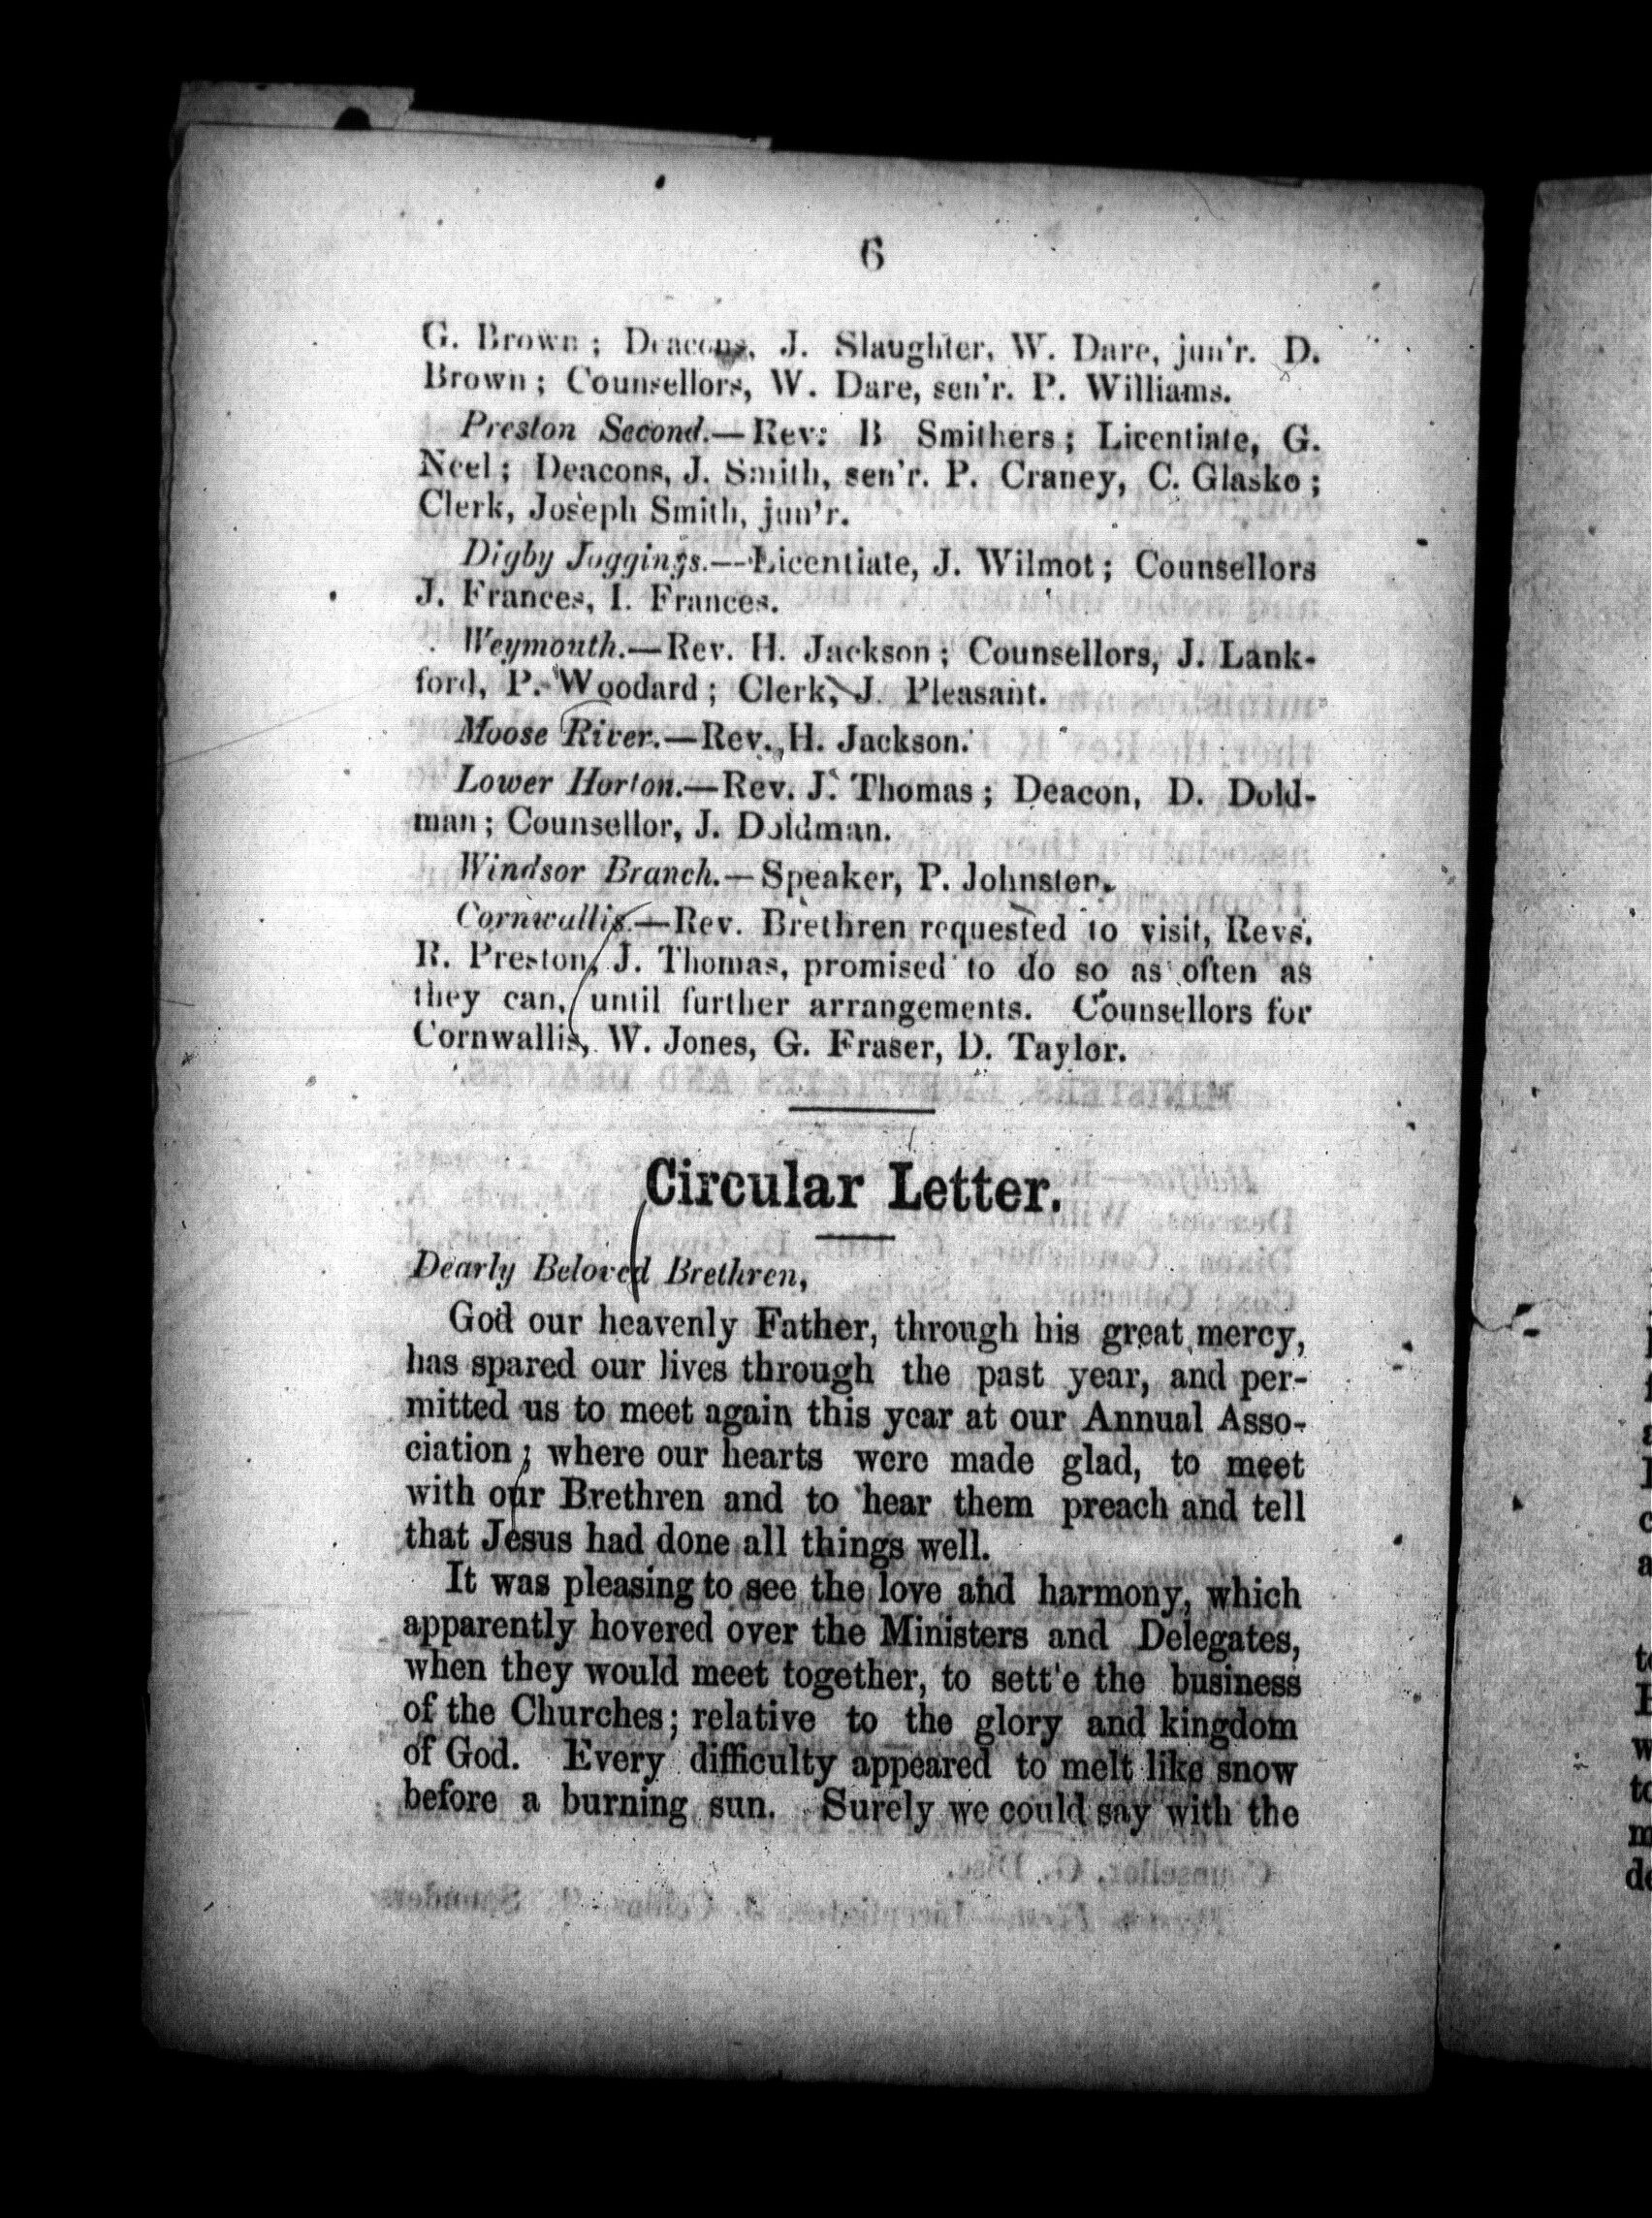 6
G. Brown; Deacons, J. Slaughter, W. Dare, jun'r. D.
Brown; Counsellors, W. Dare, sen'r. P. Williams.
Preston Second.—Rev: B Smithers; Licentiate, G.
Neel; Deacons, J. Smith, sen'r. P. Craney, C. Glasko;
Clerk, Joseph Smith, jun'r.
Digby Joggings.—Licentiate, J. Wilmot; Counsellors
J. Frances, I. Frances.
Weymouth.—Rev. H. Jackson; Counsellors, J. Lank-
ford, P. Woodard; Clerk, J. Pleasant.
Moose River.—Rev. H. Jackson.
Lower Horton.—Rev. J. Thomas; Deacon, D. Dold-
man; Counsellor, J. Doldman.
Windsor Branch.—Speaker, P. Johnston.
Cornwallis.—Rev. Brethren requested to visit, Revs.
R. Preston, J. Thomas, promised to do so as often as
they can, until further arrangements. Counsellors for
Cornwallis, W. Jones, G. Fraser, D. Taylor.
Circular Letter.
Dearly Beloved Brethren,
God our heavenly Father, through his great mercy,
has spared our lives through the past year, and per-
mitted us to meet again this year at our Annual Asso-
ciation; where our hearts were made glad, to meet
with our Brethren and to hear them preach and tell
that Jesus had done all things well.
It was pleasing to see the love and harmony, which
apparently hovered over the Ministers and Delegates,
when they would meet together, to sett'e the business
of the Churches; relative to the glory and kingdom
of God. Every difficulty appeared to melt like snow
before a burning sun. Surely we could say with the